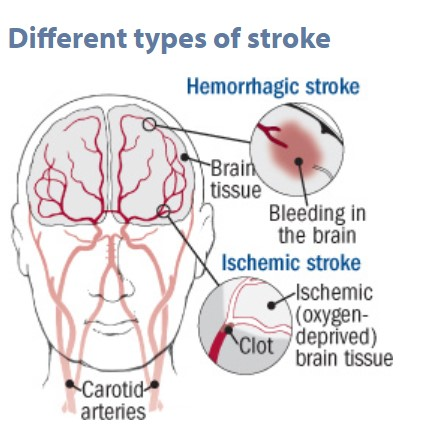 Different types of stroke
Hemorrhagic stroke
Brain
tissue
Bleeding in
the brain
Ischemic stroke
Ischemic
(oxygen-
deprived)
brain tissue
Clot
Carotid
arteries